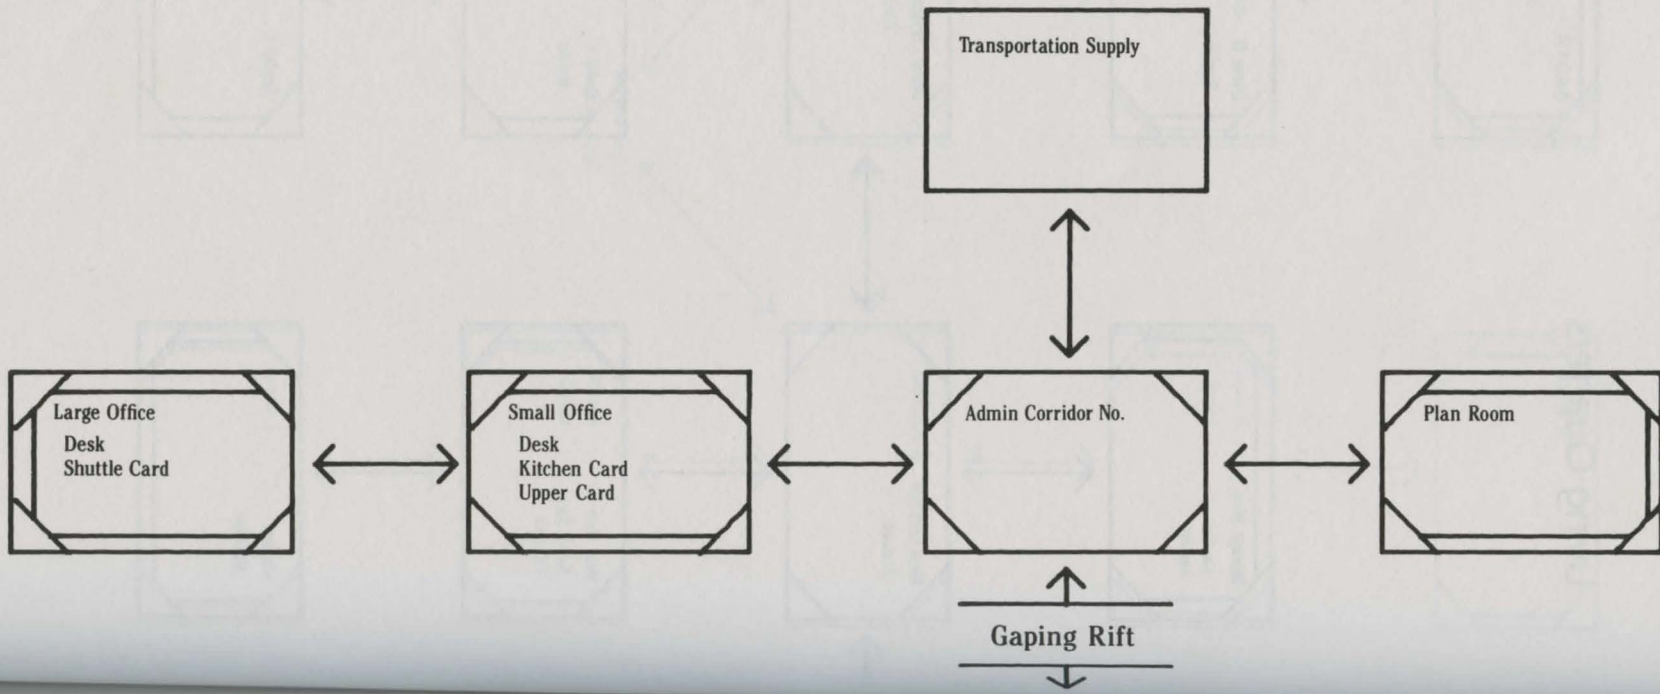 Transportation Supply
Large Office
Desk
Shuttle Card
Small Office
Desk
Kitchen Card
Upper Card
Admin Corridor No.
Plan Room
Gaping Rift